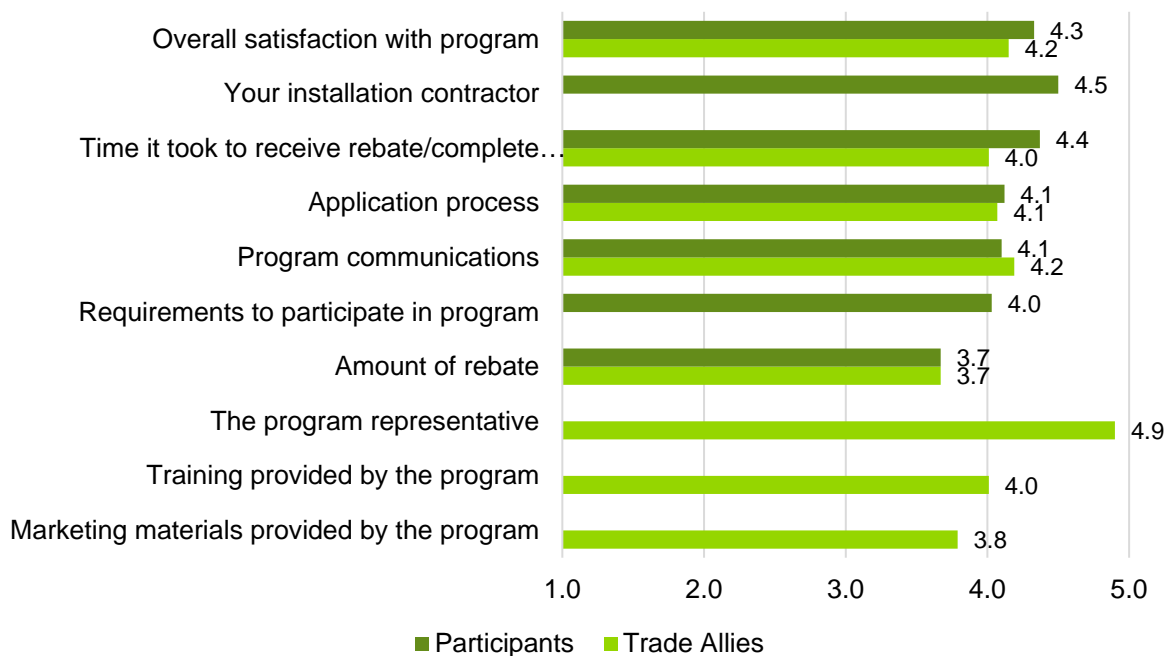 Overall satisfaction with program
4.3
4.2
Your installation contractor
4.5
Time it took to receive rebate/complete…
4.4
4.0
Application process
4.1
4.1
Program communications
4.1
4.2
Requirements to participate in program
4.0
Amount of rebate
3.7
3.7
The program representative
4.9
Training provided by the program
4.0
Marketing materials provided by the program
3.8
1.0 2.0 3.0 4.0 5.0
Participants Trade Allies